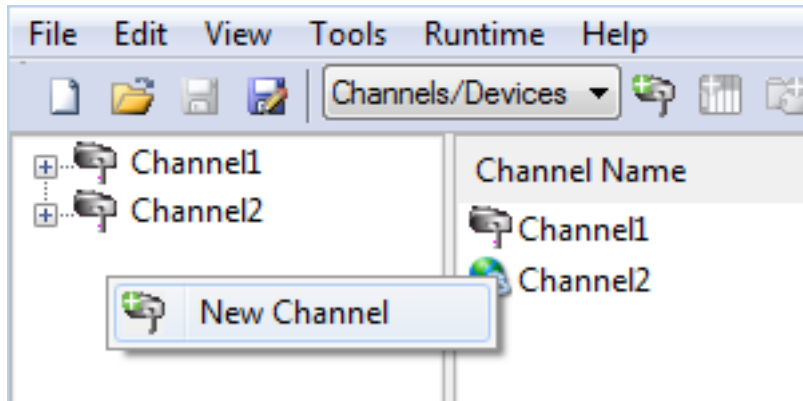 File Edit View Tools Runtime Help
Channels/Devices
Channel1
Channel2
New Channel
Channel Name
Channel1
Channel2